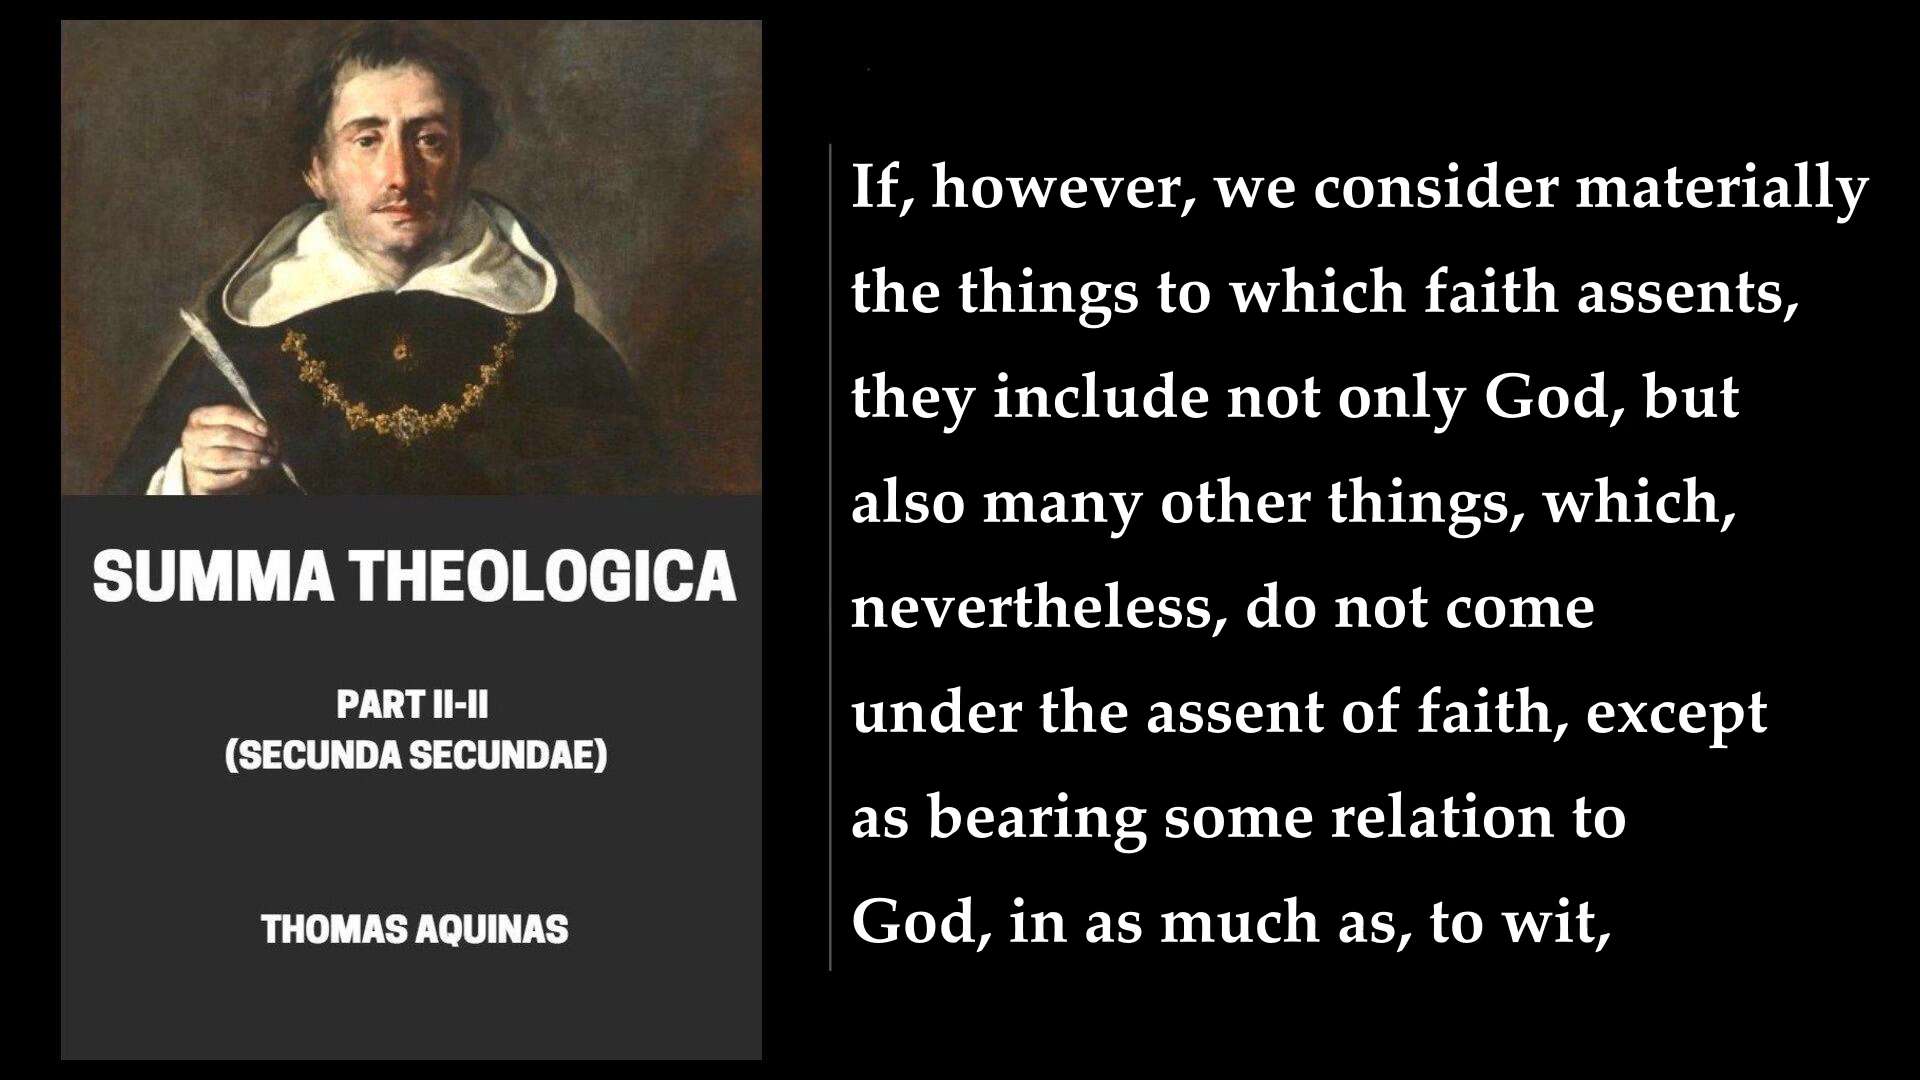 SUMMA THEOLOGICA
PART II-II
(SECUNDA SECUNDAE)
THOMAS AQUINAS
If, however, we consider materially
the things to which faith assents,
they include not only God, but
also many other things, which,
nevertheless, do not come
under the assent of faith, except
as bearing some relation to
God, in as much as, to wit,